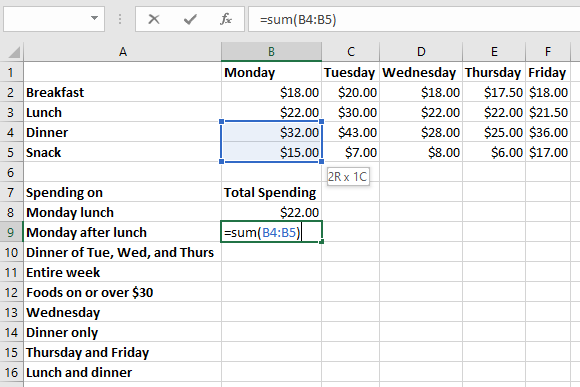 fx =sum(B4:B5)
A B C D E F
1 Monday Tuesday Wednesday Thursday Friday
2 Breakfast $18.00 $20.00 $18.00 $17.50 $18.00
3 Lunch $22.00 $30.00 $22.00 $22.00 $21.50
4 Dinner $32.00 $43.00 $28.00 $25.00 $36.00
5 Snack $15.00 $7.00 $8.00 $6.00 $17.00
6 2R x 1C
7 Spending on Total Spending
8 Monday lunch $22.00
9 Monday after lunch =sum(B4:B5)
10 Dinner of Tue, Wed, and Thurs
11 Entire week
12 Foods on or over $30
13 Wednesday
14 Dinner only
15 Thursday and Friday
16 Lunch and dinner